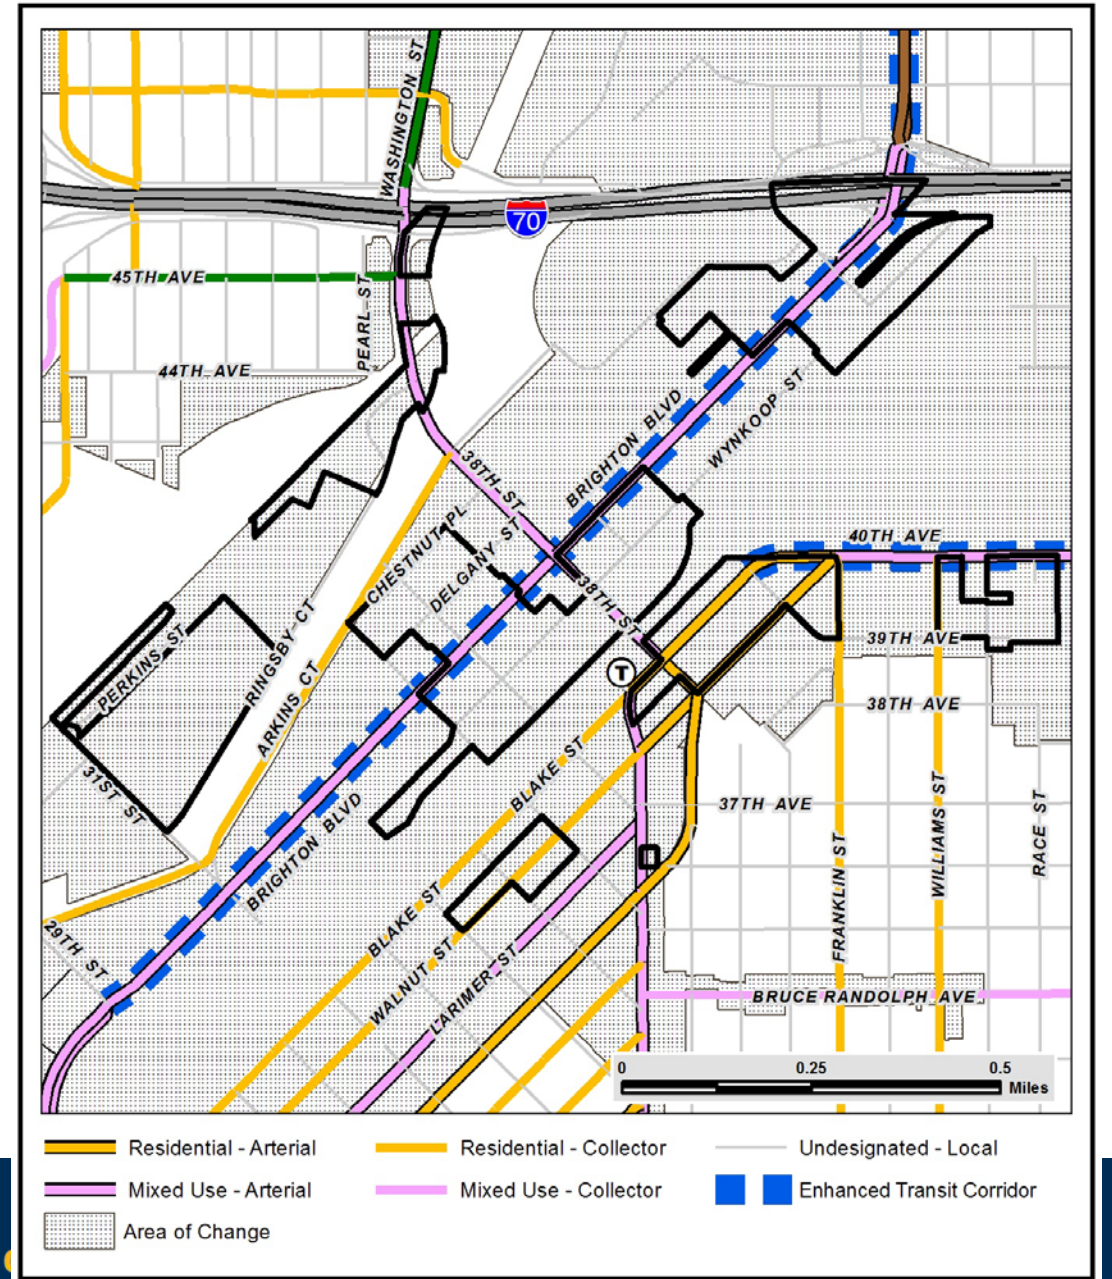 WASHINGTON ST
70
45TH AVE
PEARL ST
44TH AVE
BRIGHTON BLVD
WYNKOOP ST
38TH ST
CHESTNUT PL
DELGANY ST
40TH AVE
38TH ST
39TH AVE
PERKINS ST
RINGSBY CT
ARKINS CT
T
38TH AVE
31ST ST
BLAKE ST
37TH AVE
BRIGHTON BLVD
FRANKLIN ST
WILLIAMS ST
RACE ST
29TH ST
BLAKE ST
WALNUT ST
LARIMER ST
BRUCE RANDOLPH AVE
0 0.25 0.5
Miles
Residential - Arterial Residential - Collector Undesignated - Local
Mixed Use - Arterial Mixed Use - Collector Enhanced Transit Corridor
Area of Change